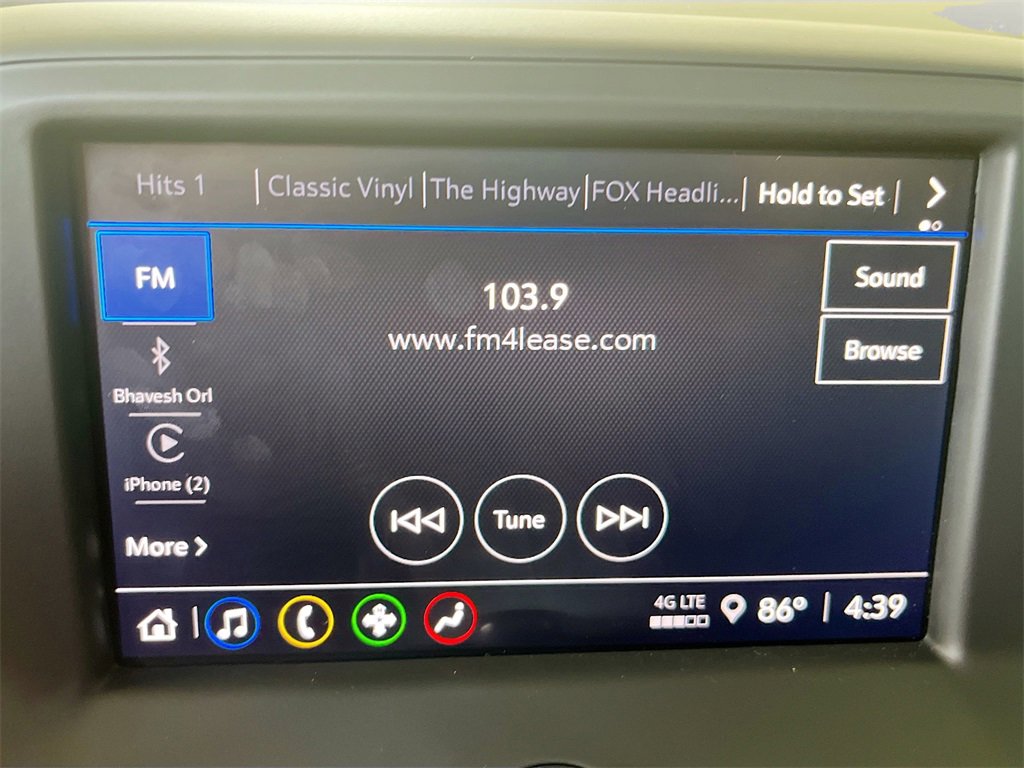 Hits 1 Classic Vinyl The Highway FOX Headli... Hold to Set
FM
103.9
Sound
www.fm4lease.com
Browse
Bhavesh Orl
iPhone (2)
Tune
More
4G LTE
86° 4:39